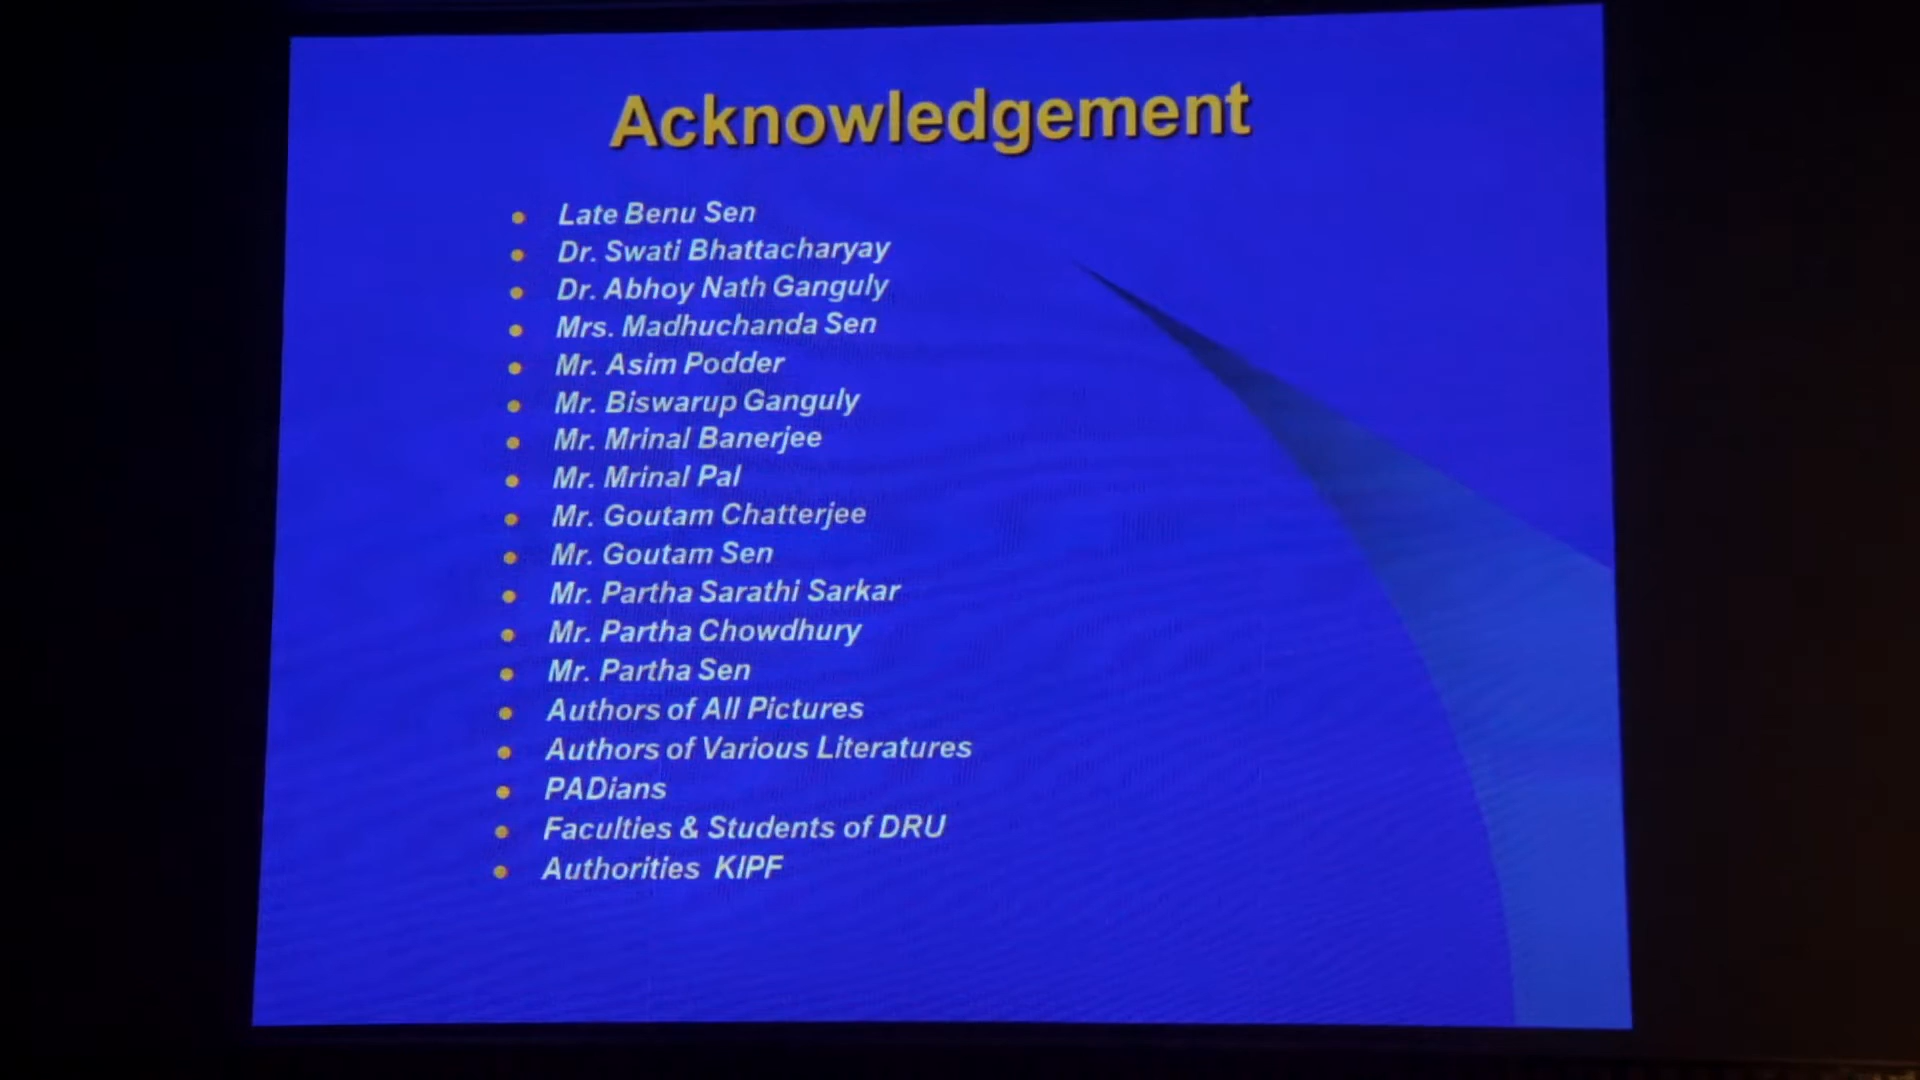 Acknowledgement
Late Benu Sen
Dr. Swati Bhattacharyay
Dr. Abhoy Nath Ganguly
Mrs. Madhuchanda Sen
Mr. Asim Podder
Mr. Biswarup Ganguly
Mr. Mrinal Banerjee
Mr. Mrinal Pal
Mr. Goutam Chatterjee
Mr. Goutam Sen
Mr. Partha Sarathi Sarkar
Mr. Partha Chowdhury
Mr. Partha Sen
Authors of All Pictures
Authors of Various Literatures
PADians
Faculties & Students of DRU
Authorities KIPF